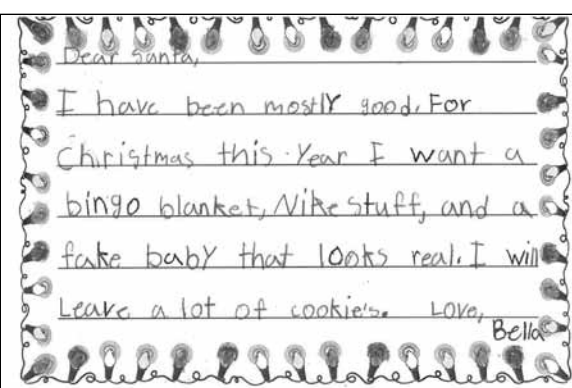 Dear Santa,
I have been mostly good. For
Christmas this Year I want a
bingo blanket, Nike stuff, and a
fake baby that looks real. I will
Leave a lot of cookie's. Love,
Bella